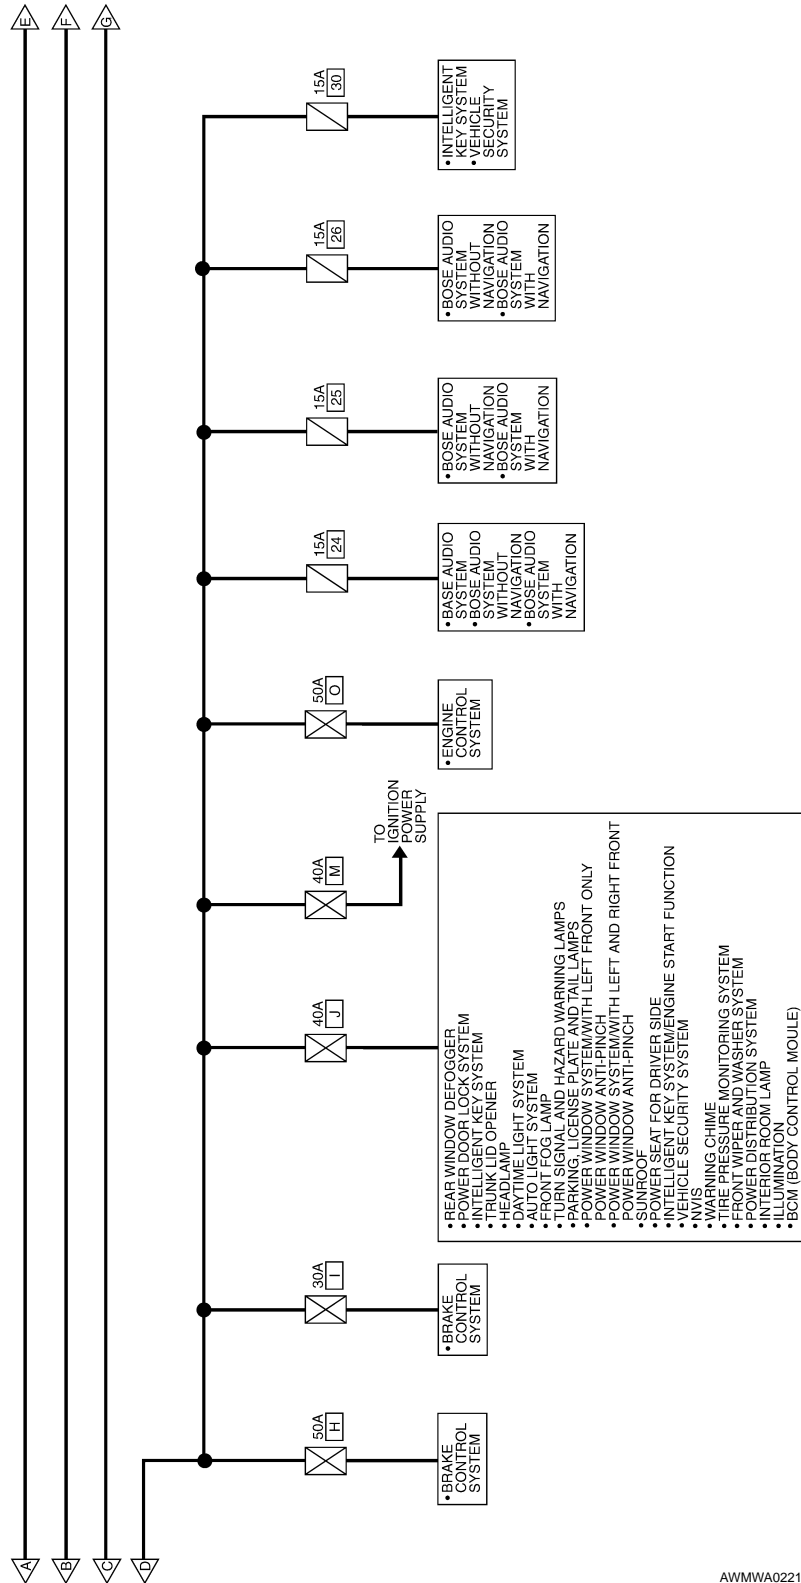 E
F
G
A
B
C
D
50A
H
• BRAKE
CONTROL
SYSTEM
30A
I
• BRAKE
CONTROL
SYSTEM
40A
J
• REAR WINDOW DEFOGGER
• POWER DOOR LOCK SYSTEM
• INTELLIGENT KEY SYSTEM
• TRUNK LID OPENER
• HEADLAMP
• DAYTIME LIGHT SYSTEM
• AUTO LIGHT SYSTEM
• FRONT FOG LAMP
• TURN SIGNAL AND HAZARD WARNING LAMPS
• PARKING, LICENSE PLATE AND TAIL LAMPS
• POWER WINDOW SYSTEM/WITH LEFT FRONT ONLY
POWER WINDOW ANTI-PINCH
• POWER WINDOW SYSTEM/WITH LEFT AND RIGHT FRONT
POWER WINDOW ANTI-PINCH
• SUNROOF
• POWER SEAT FOR DRIVER SIDE
• INTELLIGENT KEY SYSTEM/ENGINE START FUNCTION
• VEHICLE SECURITY SYSTEM
• NVIS
• WARNING CHIME
• TIRE PRESSURE MONITORING SYSTEM
• FRONT WIPER AND WASHER SYSTEM
• POWER DISTRIBUTION SYSTEM
• INTERIOR ROOM LAMP
• ILLUMINATION
• BCM (BODY CONTROL MOULE)
40A
M
TO
IGNITION
POWER
SUPPLY
50A
O
• ENGINE
CONTROL
SYSTEM
15A
24
• BASE AUDIO
SYSTEM
• BOSE AUDIO
SYSTEM
WITHOUT
NAVIGATION
• BOSE AUDIO
SYSTEM
WITH
NAVIGATION
15A
25
• BOSE AUDIO
SYSTEM
WITHOUT
NAVIGATION
• BOSE AUDIO
SYSTEM
WITH
NAVIGATION
15A
26
• BOSE AUDIO
SYSTEM
WITHOUT
NAVIGATION
• BOSE AUDIO
SYSTEM
WITH
NAVIGATION
15A
30
• INTELLIGENT
KEY SYSTEM
• VEHICLE
SECURITY
SYSTEM
AWMWA0221